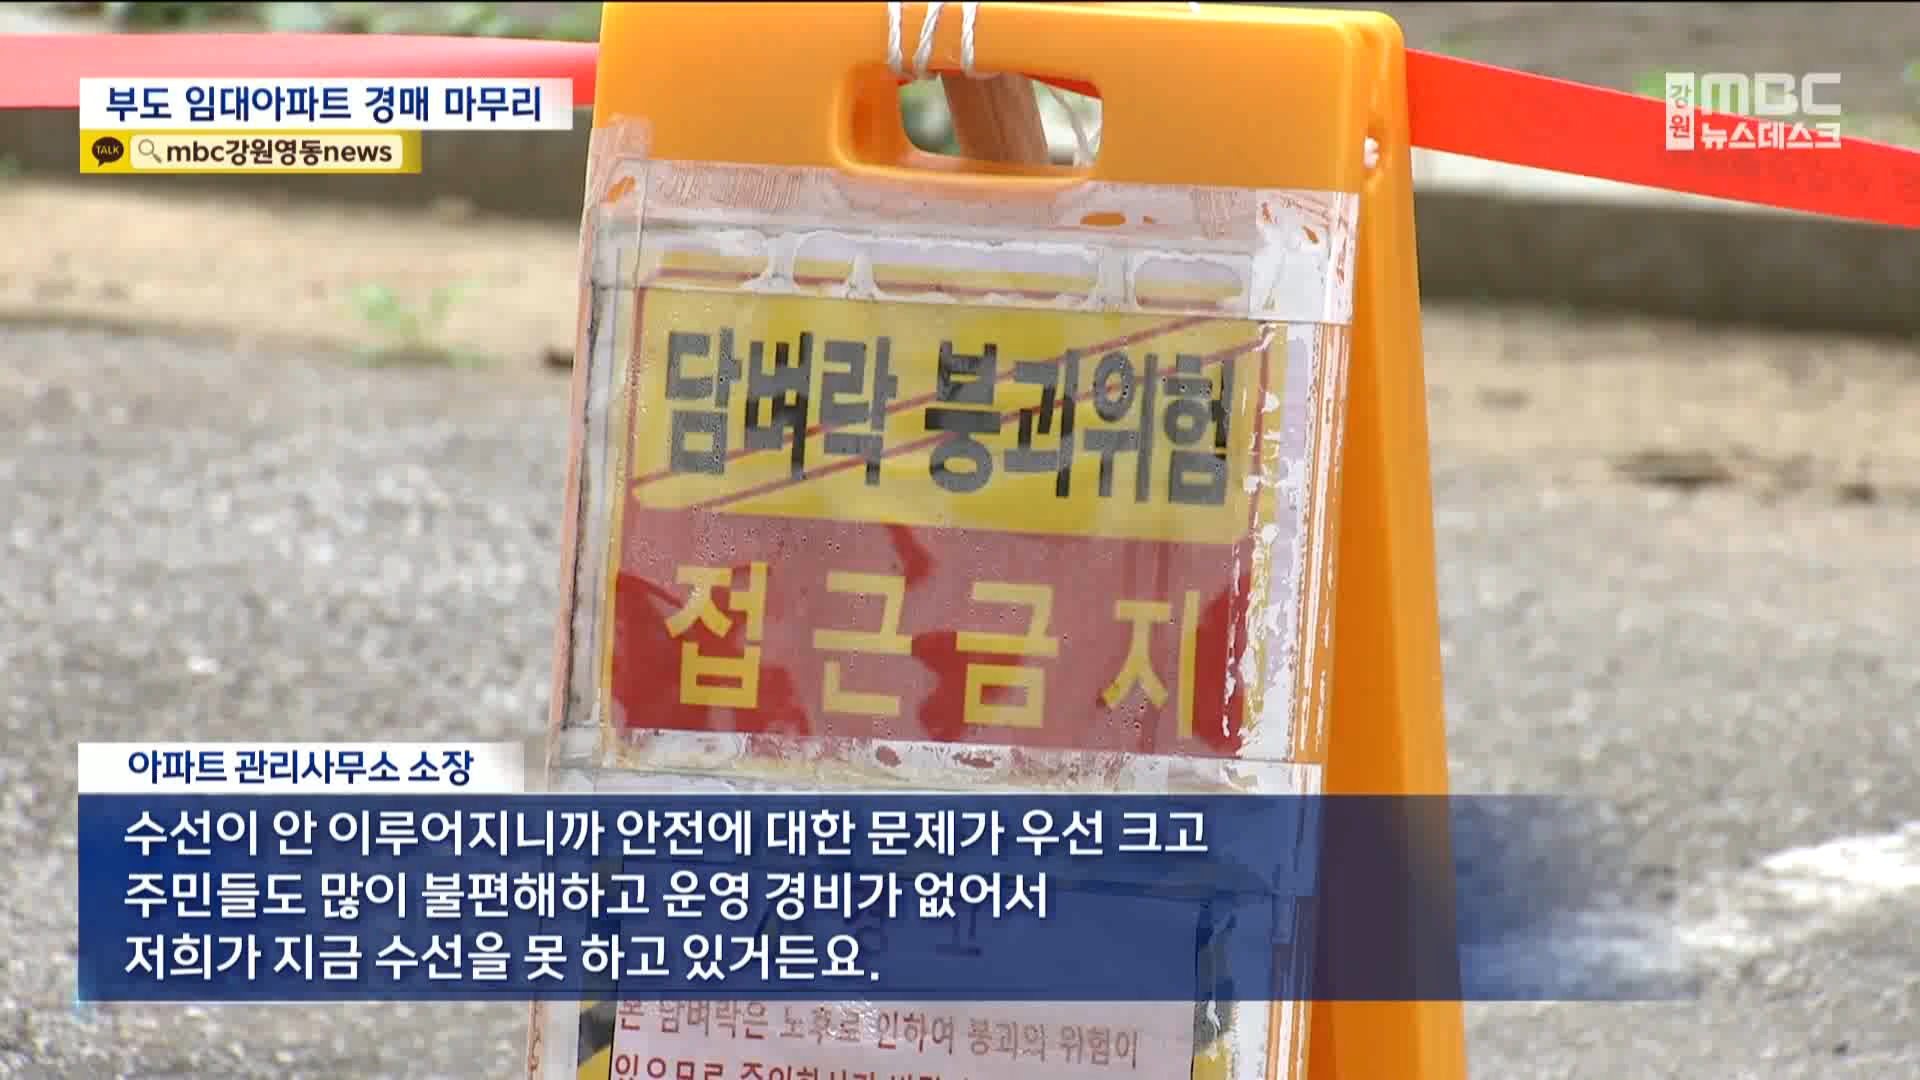 부도 임대아파트 경매 마무리
TALK mbc강원영동news
강원 MBC
뉴스데스크
담벼락 붕괴위험
접근금지
아파트 관리사무소 소장
수선이 안 이루어지니까 안전에 대한 문제가 우선 크고
주민들도 많이 불편해하고 운영 경비가 없어서
저희가 지금 수선을 못 하고 있거든요.
본 담벼락은 노후로 인하여 붕괴의 위험이
있으므로